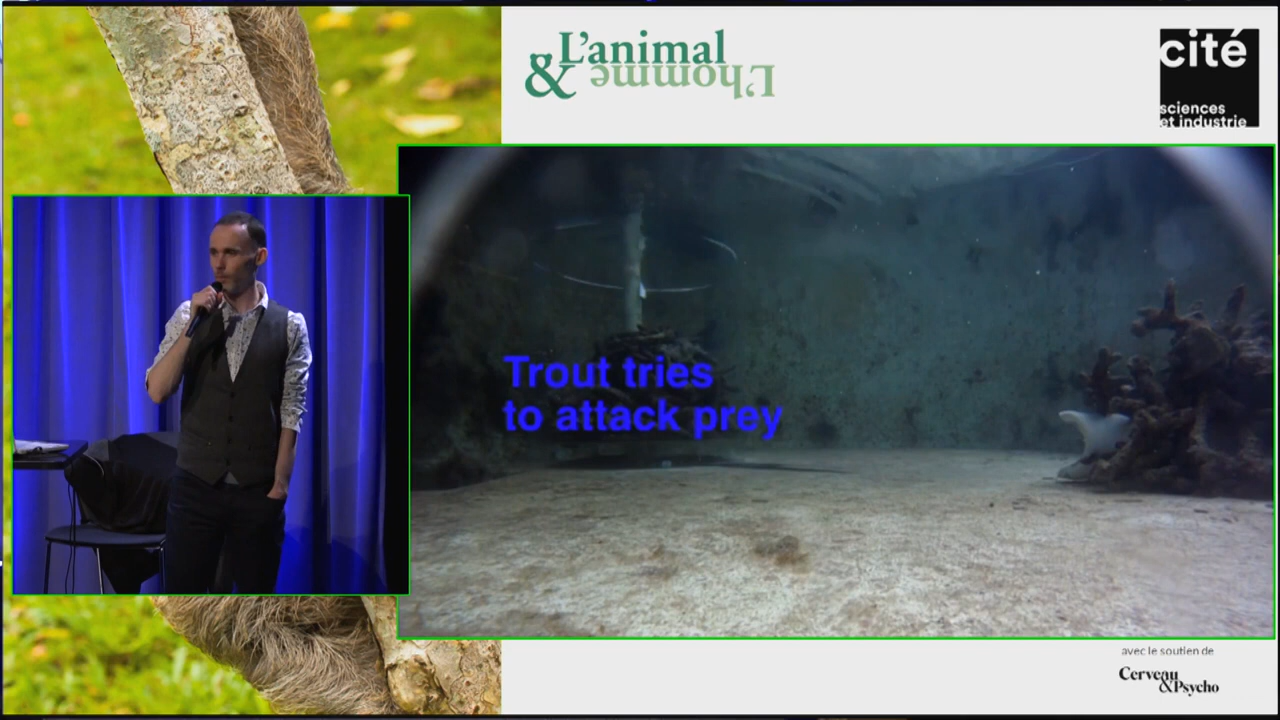 L'animal
& L'homme
cité
sciences
et industrie
Trout tries
to attack prey
avec le soutien de
Cerveau
&Psycho